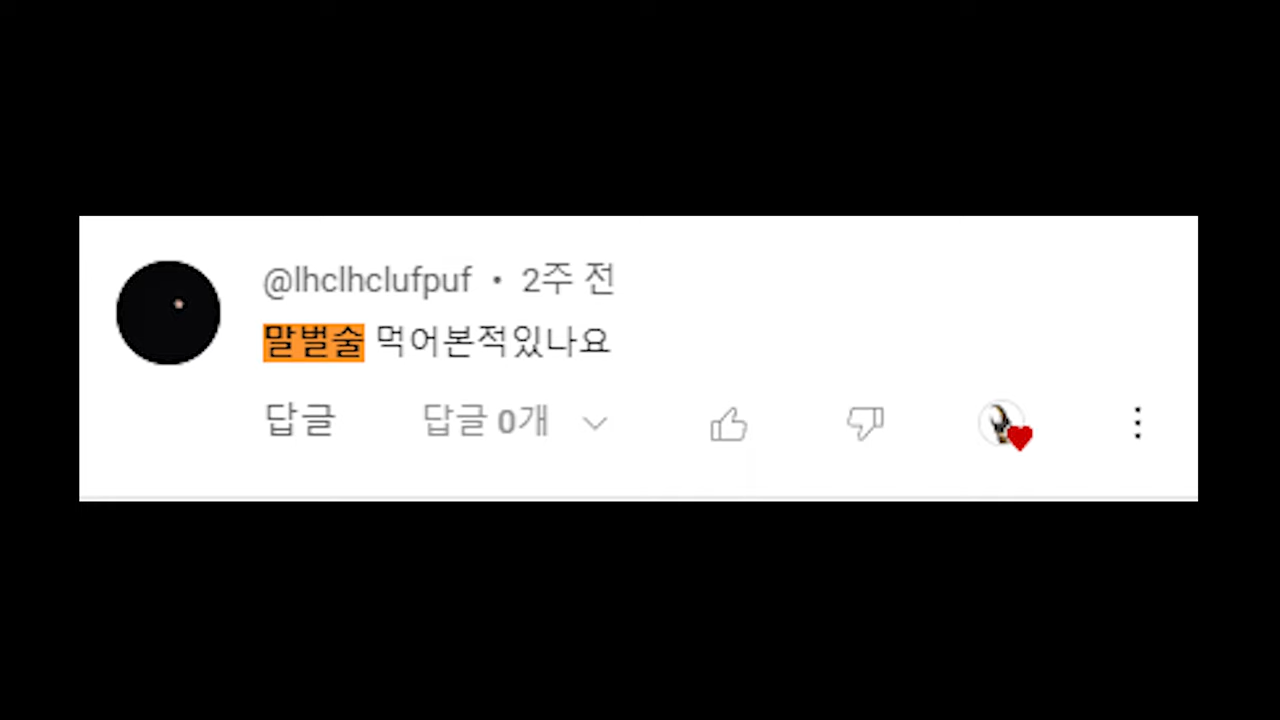 @lhclhclufpuf • 2주 전
말벌술 먹어본적있나요
답글 답글 0개